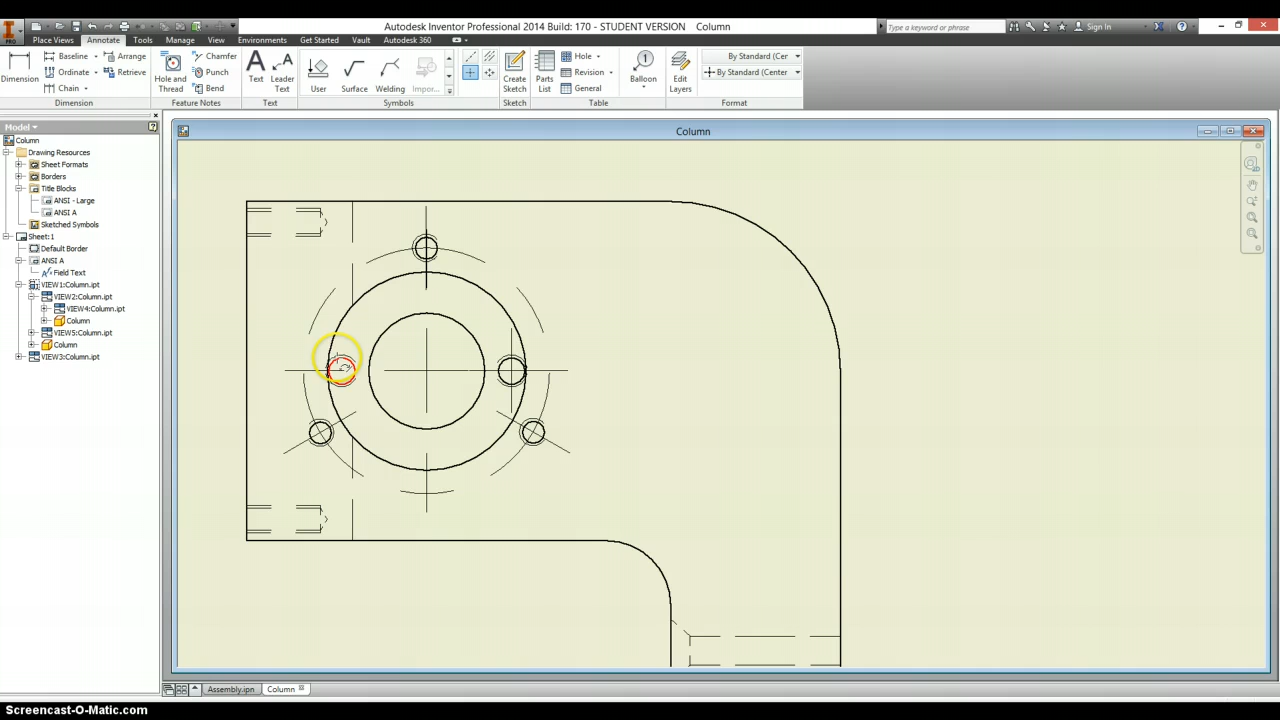 Autodesk Inventor Professional 2014 Build: 170 - STUDENT VERSION Column
Type a keyword or phrase
Sign In
PRO
Place Views Annotate Manage View Environments Get Started Tools Vault Autodesk 360
Dimension
Baseline
Ordinate
Chain
Arrange
Retrieve
Dimension
Hole and Thread
Chamfer
Punch
Bend
Feature Notes
Text
Leader Text
Text
User
Surface
Welding
Impor...
Symbols
Create Sketch
Sketch
Parts List
Hole
Revision
General
Table
Balloon
Edit Layers
By Standard (Cer
By Standard (Center
Format
Model
Column
Drawing Resources
Sheet Formats
Borders
Title Blocks
ANSI - Large
ANSI A
Sketched Symbols
Sheet:1
Default Border
ANSI A
Field Text
VIEW1:Column.ipt
VIEW2:Column.ipt
VIEW4:Column.ipt
Column
VIEW5:Column.ipt
Column
VIEW3:Column.ipt
Column
Assembly.ipn
Column
Screencast-O-Matic.com